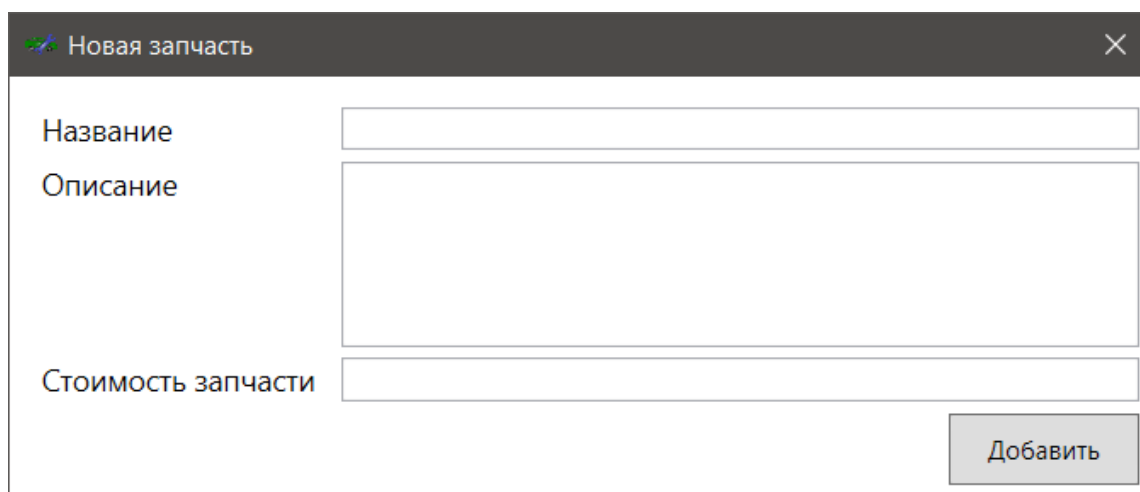 Новая запчасть
Название
Описание
Стоимость запчасти
Добавить